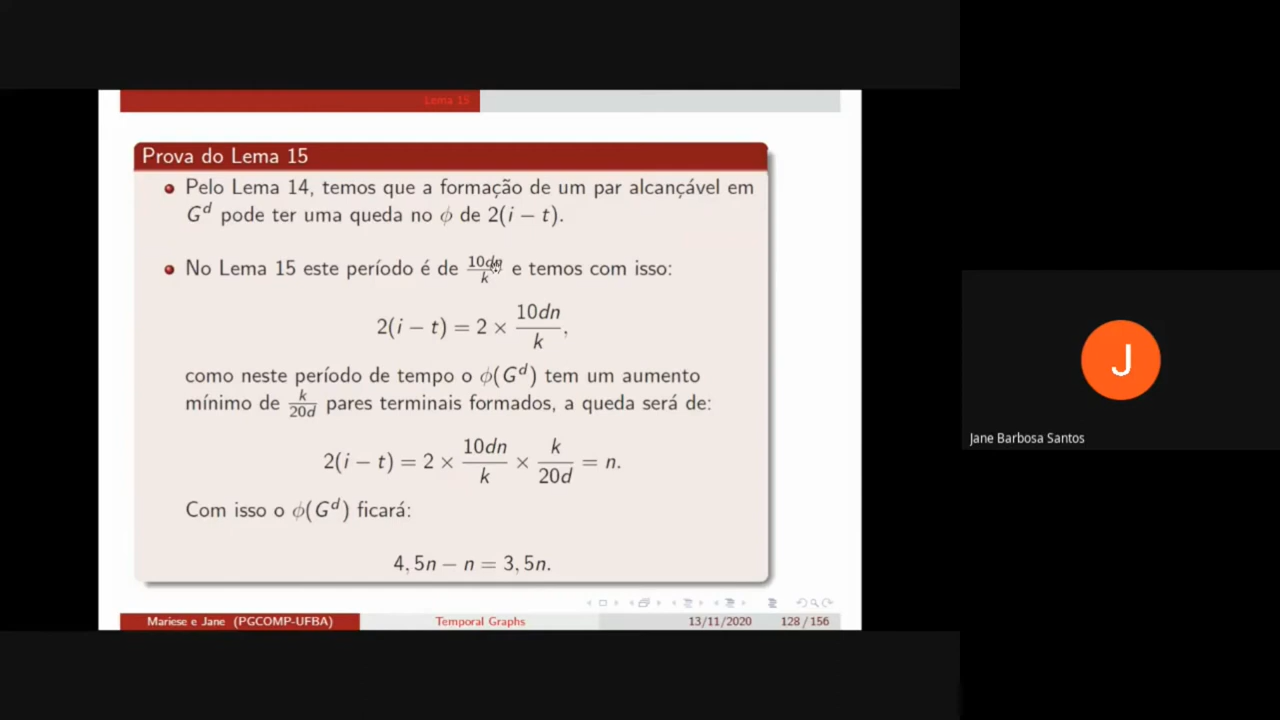 Lema 15
Prova do Lema 15
Pelo Lema 14, temos que a formação de um par alcançável em
G^d pode ter uma queda no ϕ de 2(i − t).
No Lema 15 este período é de 10dn/k e temos com isso:
2(i − t) = 2 × 10dn/k,
como neste período de tempo o ϕ(G^d) tem um aumento
mínimo de k/20d pares terminais formados, a queda será de:
2(i − t) = 2 × 10dn/k × k/20d = n.
Com isso o ϕ(G^d) ficará:
4, 5n − n = 3, 5n.
Mariese e Jane (PGCOMP-UFBA) Temporal Graphs 13/11/2020 128 / 156
J
Jane Barbosa Santos